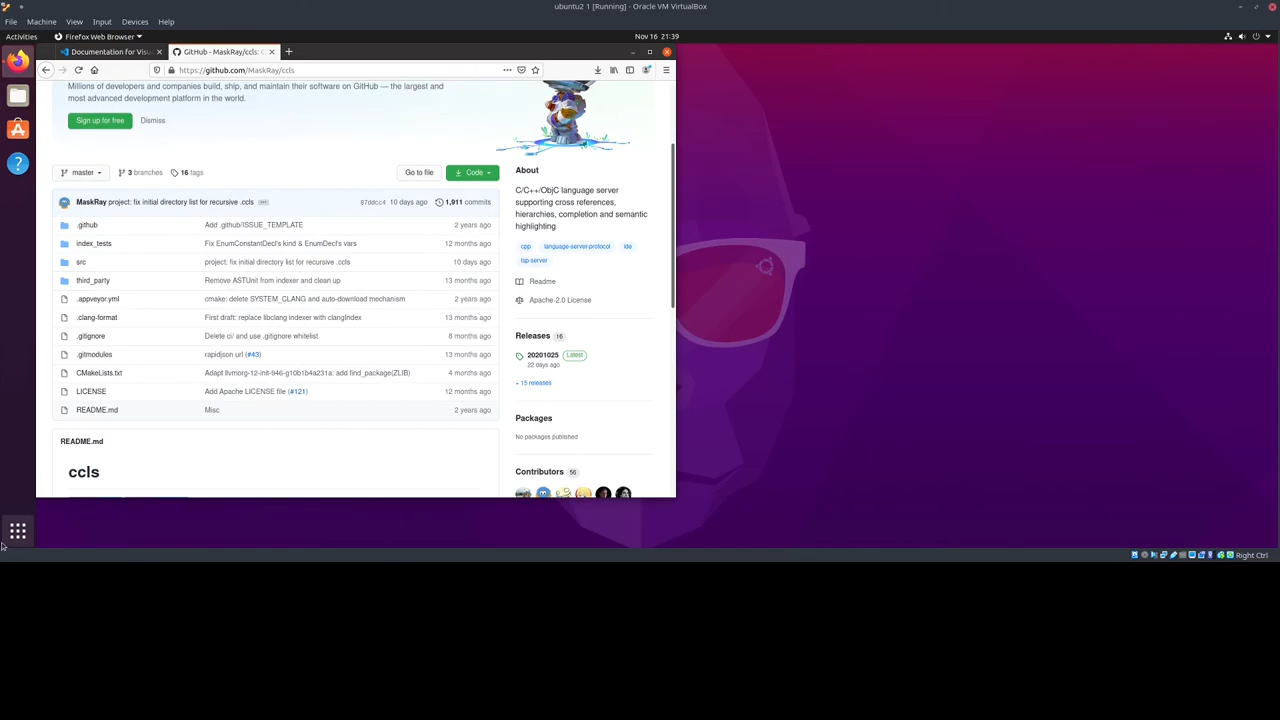 ubuntu2 1 [Running] - Oracle VM VirtualBox
File Machine View Input Devices Help
Activities Firefox Web Browser Nov 16 21:39
Documentation for Visu GitHub - MaskRay/ccls: C
https://github.com/MaskRay/ccls
Millions of developers and companies build, ship, and maintain their software on GitHub — the largest and
most advanced development platform in the world.
Sign up for free Dismiss
master 3 branches 16 tags Go to file Code
MaskRay project: fix initial directory list for recursive .ccls 87ddcc4 10 days ago 1,911 commits
.github Add .github/ISSUE_TEMPLATE 2 years ago
index_tests Fix EnumConstantDecl's kind & EnumDecl's vars 12 months ago
src project: fix initial directory list for recursive .ccls 10 days ago
third_party Remove ASTUnit from indexer and clean up 13 months ago
.appveyor.yml cmake: delete SYSTEM_CLANG and auto-download mechanism 2 years ago
.clang-format First draft: replace libclang indexer with clangIndex 13 months ago
.gitignore Delete ci/ and use .gitignore whitelist 8 months ago
.gitmodules rapidjson url (#43) 13 months ago
CMakeLists.txt Adapt llvmorg-12-init-946-g10b1b4a231a: add find_package(ZLIB) 4 months ago
LICENSE Add Apache LICENSE file (#121) 12 months ago
README.md Misc 2 years ago
README.md
ccls
About
C/C++/ObjC language server
supporting cross references,
hierarchies, completion and semantic
highlighting
cpp language-server-protocol ide
lsp-server
Readme
Apache-2.0 License
Releases 16
20201025 Latest
22 days ago
+ 15 releases
Packages
No packages published
Contributors 56
Right Ctrl